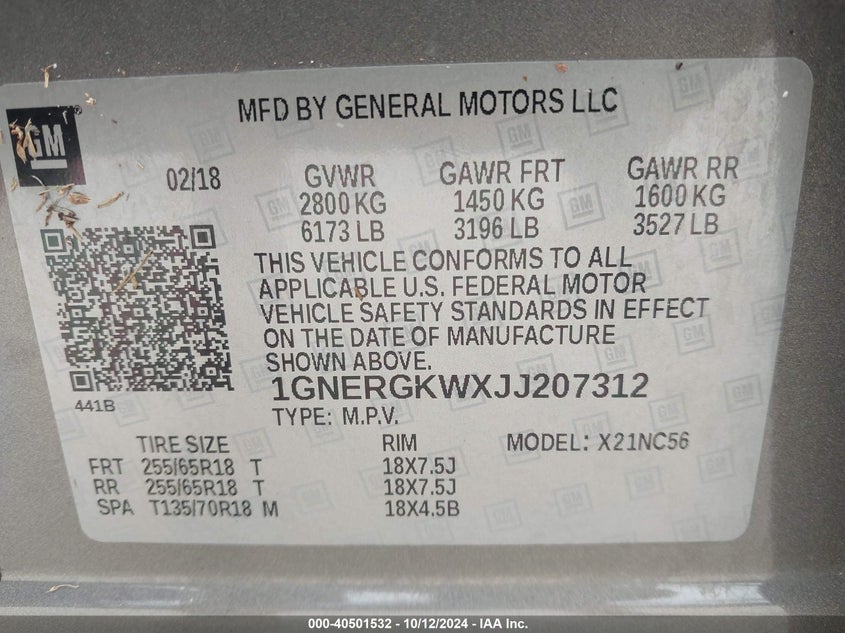 GM
MFD BY GENERAL MOTORS LLC
02/18
GVWR
2800 KG
6173 LB
GAWR FRT
1450 KG
3196 LB
GAWR RR
1600 KG
3527 LB
THIS VEHICLE CONFORMS TO ALL
APPLICABLE U.S. FEDERAL MOTOR
VEHICLE SAFETY STANDARDS IN EFFECT
ON THE DATE OF MANUFACTURE
SHOWN ABOVE.
441B
1GNERGKWXJJ207312
TYPE: M.P.V.
TIRE SIZE RIM MODEL: X21NC56
FRT 255/65R18 T 18X7.5J
RR 255/65R18 T 18X7.5J
SPA T135/70R18 M 18X4.5B
000-40501532 - 10/12/2024 - IAA Inc.